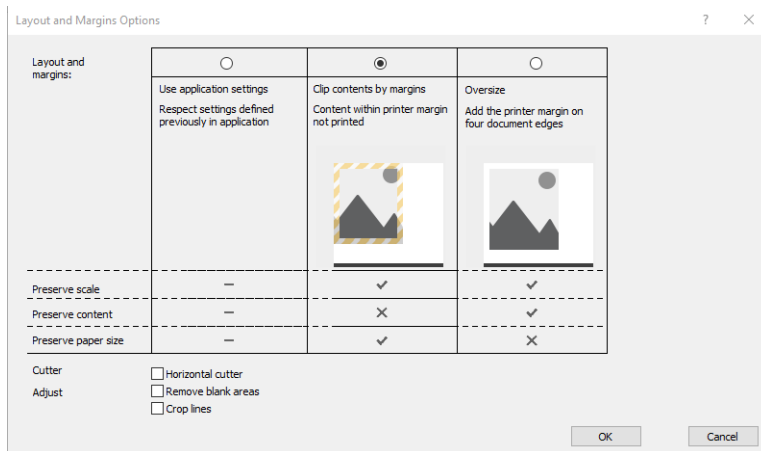 Layout and Margins Options
?
Layout and
margins:
Use application settings
Respect settings defined
previously in application
Clip contents by margins
Content within printer margin
not printed
Oversize
Add the printer margin on
four document edges
Preserve scale
Preserve content
Preserve paper size
Cutter
Horizontal cutter
Adjust
Remove blank areas
Crop lines
OK
Cancel